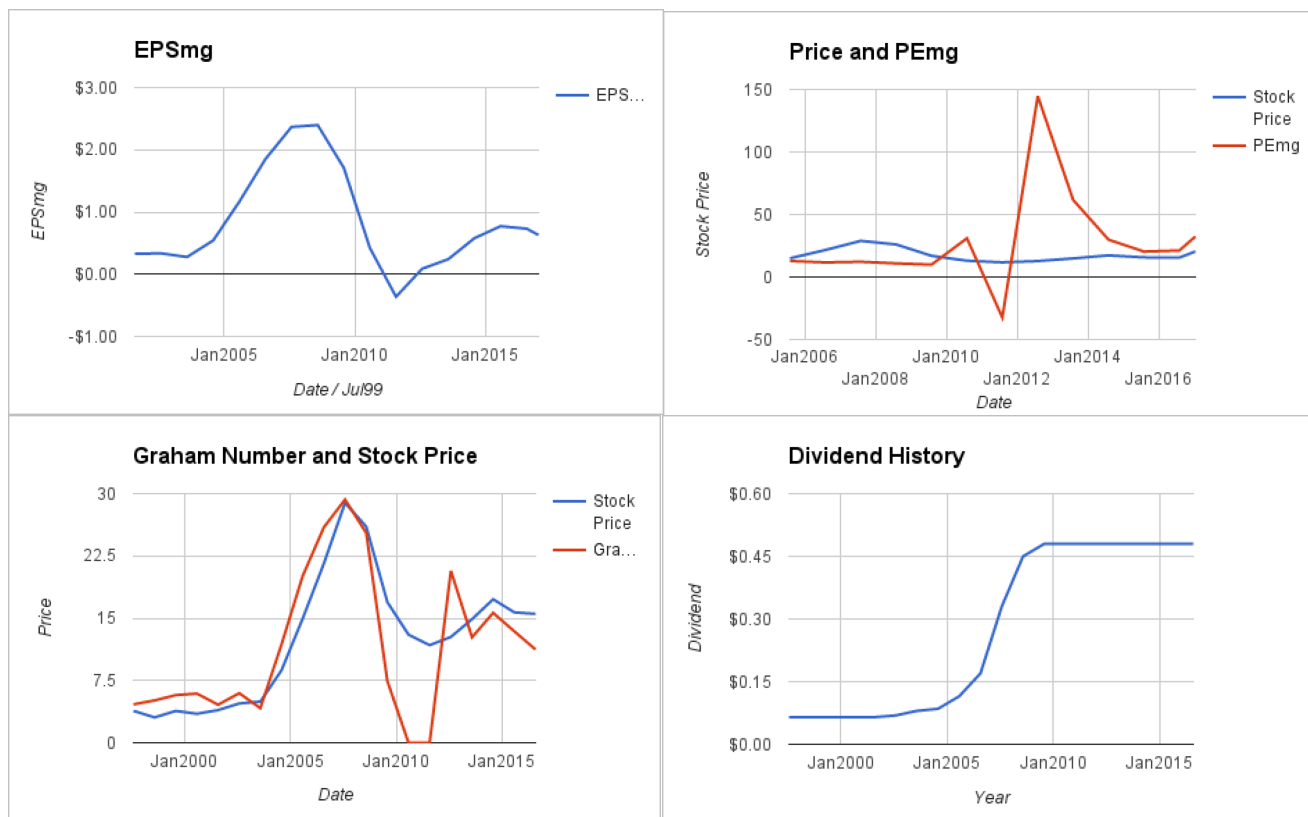 EPSmg
$3.00
$2.00
$1.00
$0.00
-$1.00
EPSmg
Jan2005
Jan2010
Jan2015
Date / Jul99
EPS…
Price and PEmg
150
100
50
0
-50
Stock Price
Jan2006
Jan2010
Jan2014
Jan2008
Jan2012
Jan2016
Date
Stock
Price
PEmg
Graham Number and Stock Price
30
22.5
15
7.5
0
Price
Jan2000
Jan2005
Jan2010
Jan2015
Date
Stock
Price
Gra…
Dividend History
$0.60
$0.45
$0.30
$0.15
$0.00
Dividend
Jan2000
Jan2005
Jan2010
Jan2015
Year